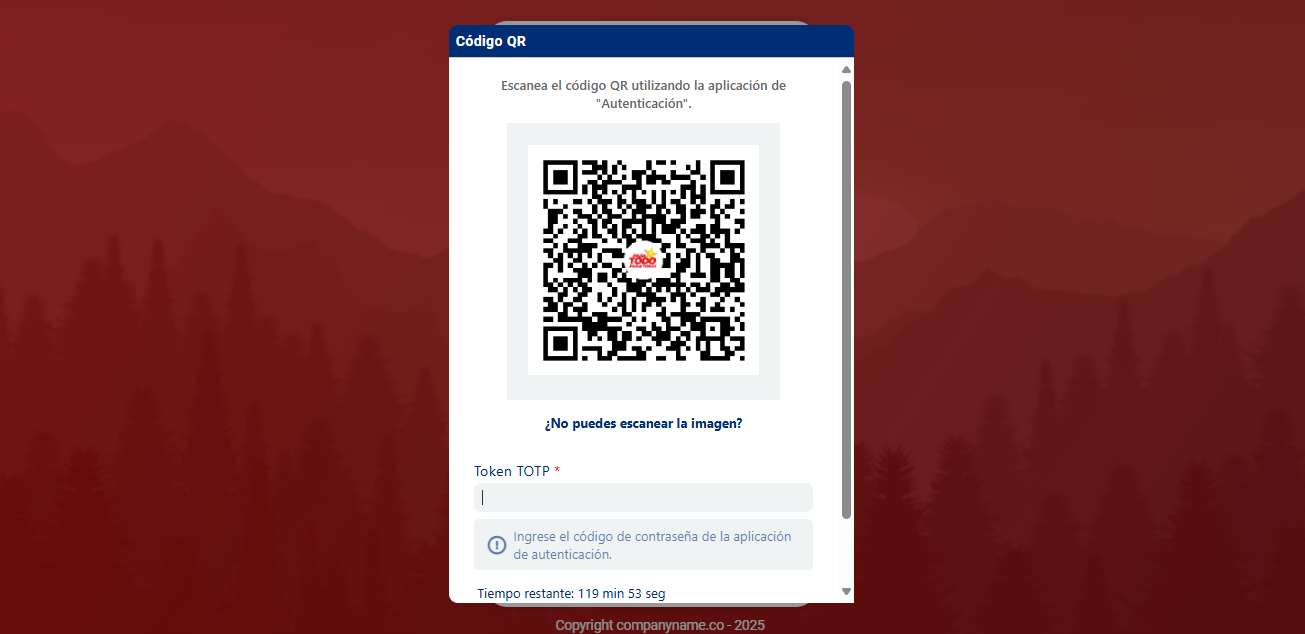 Código QR
Escanea el código QR utilizando la aplicación de
"Autenticación".
TODO
¿No puedes escanear la imagen?
Token TOTP *
Ingrese el código de contraseña de la aplicación
de autenticación.
Tiempo restante: 119 min 53 seg
Copyright companyname.co - 2025